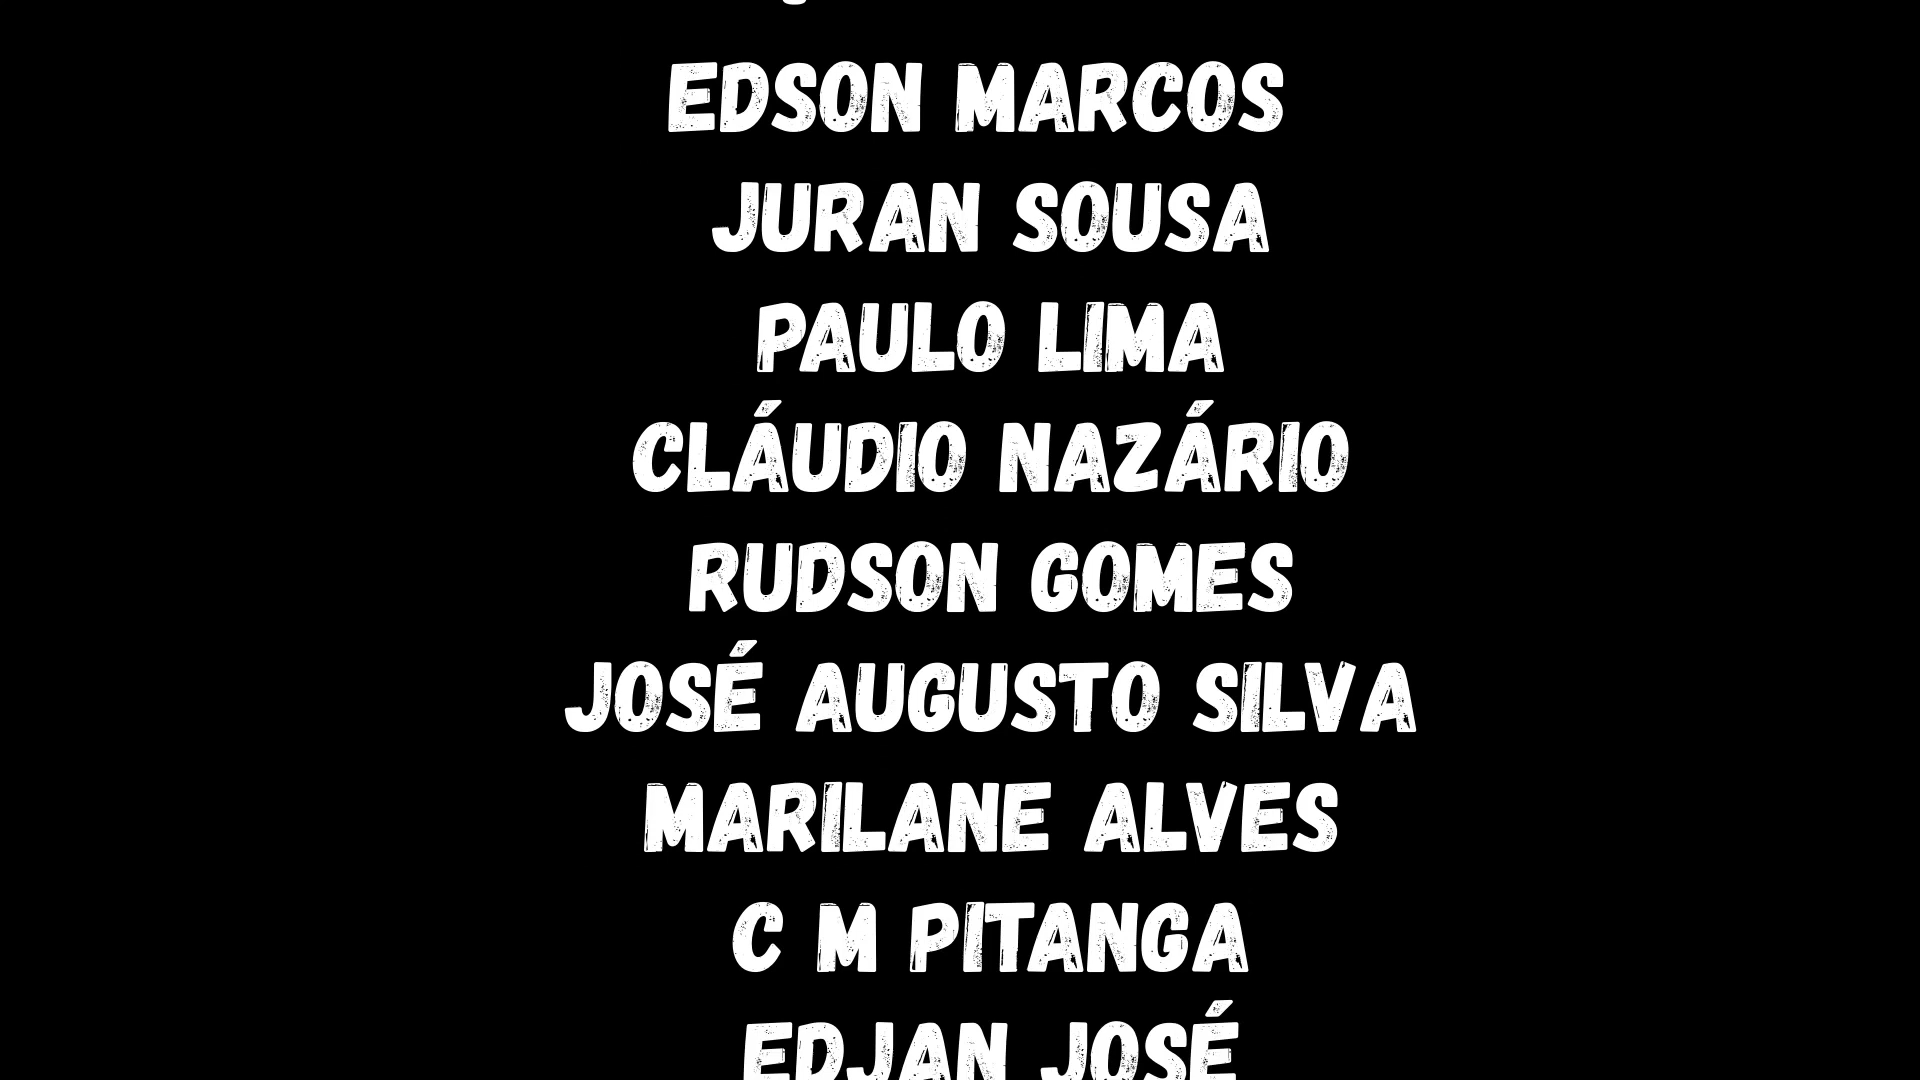 EDSON MARCOS
JURAN SOUSA
PAULO LIMA
CLÁUDIO NAZÁRIO
RUDSON GOMES
JOSÉ AUGUSTO SILVA
MARILANE ALVES
C M PITANGA
EDJAN JOSÉ